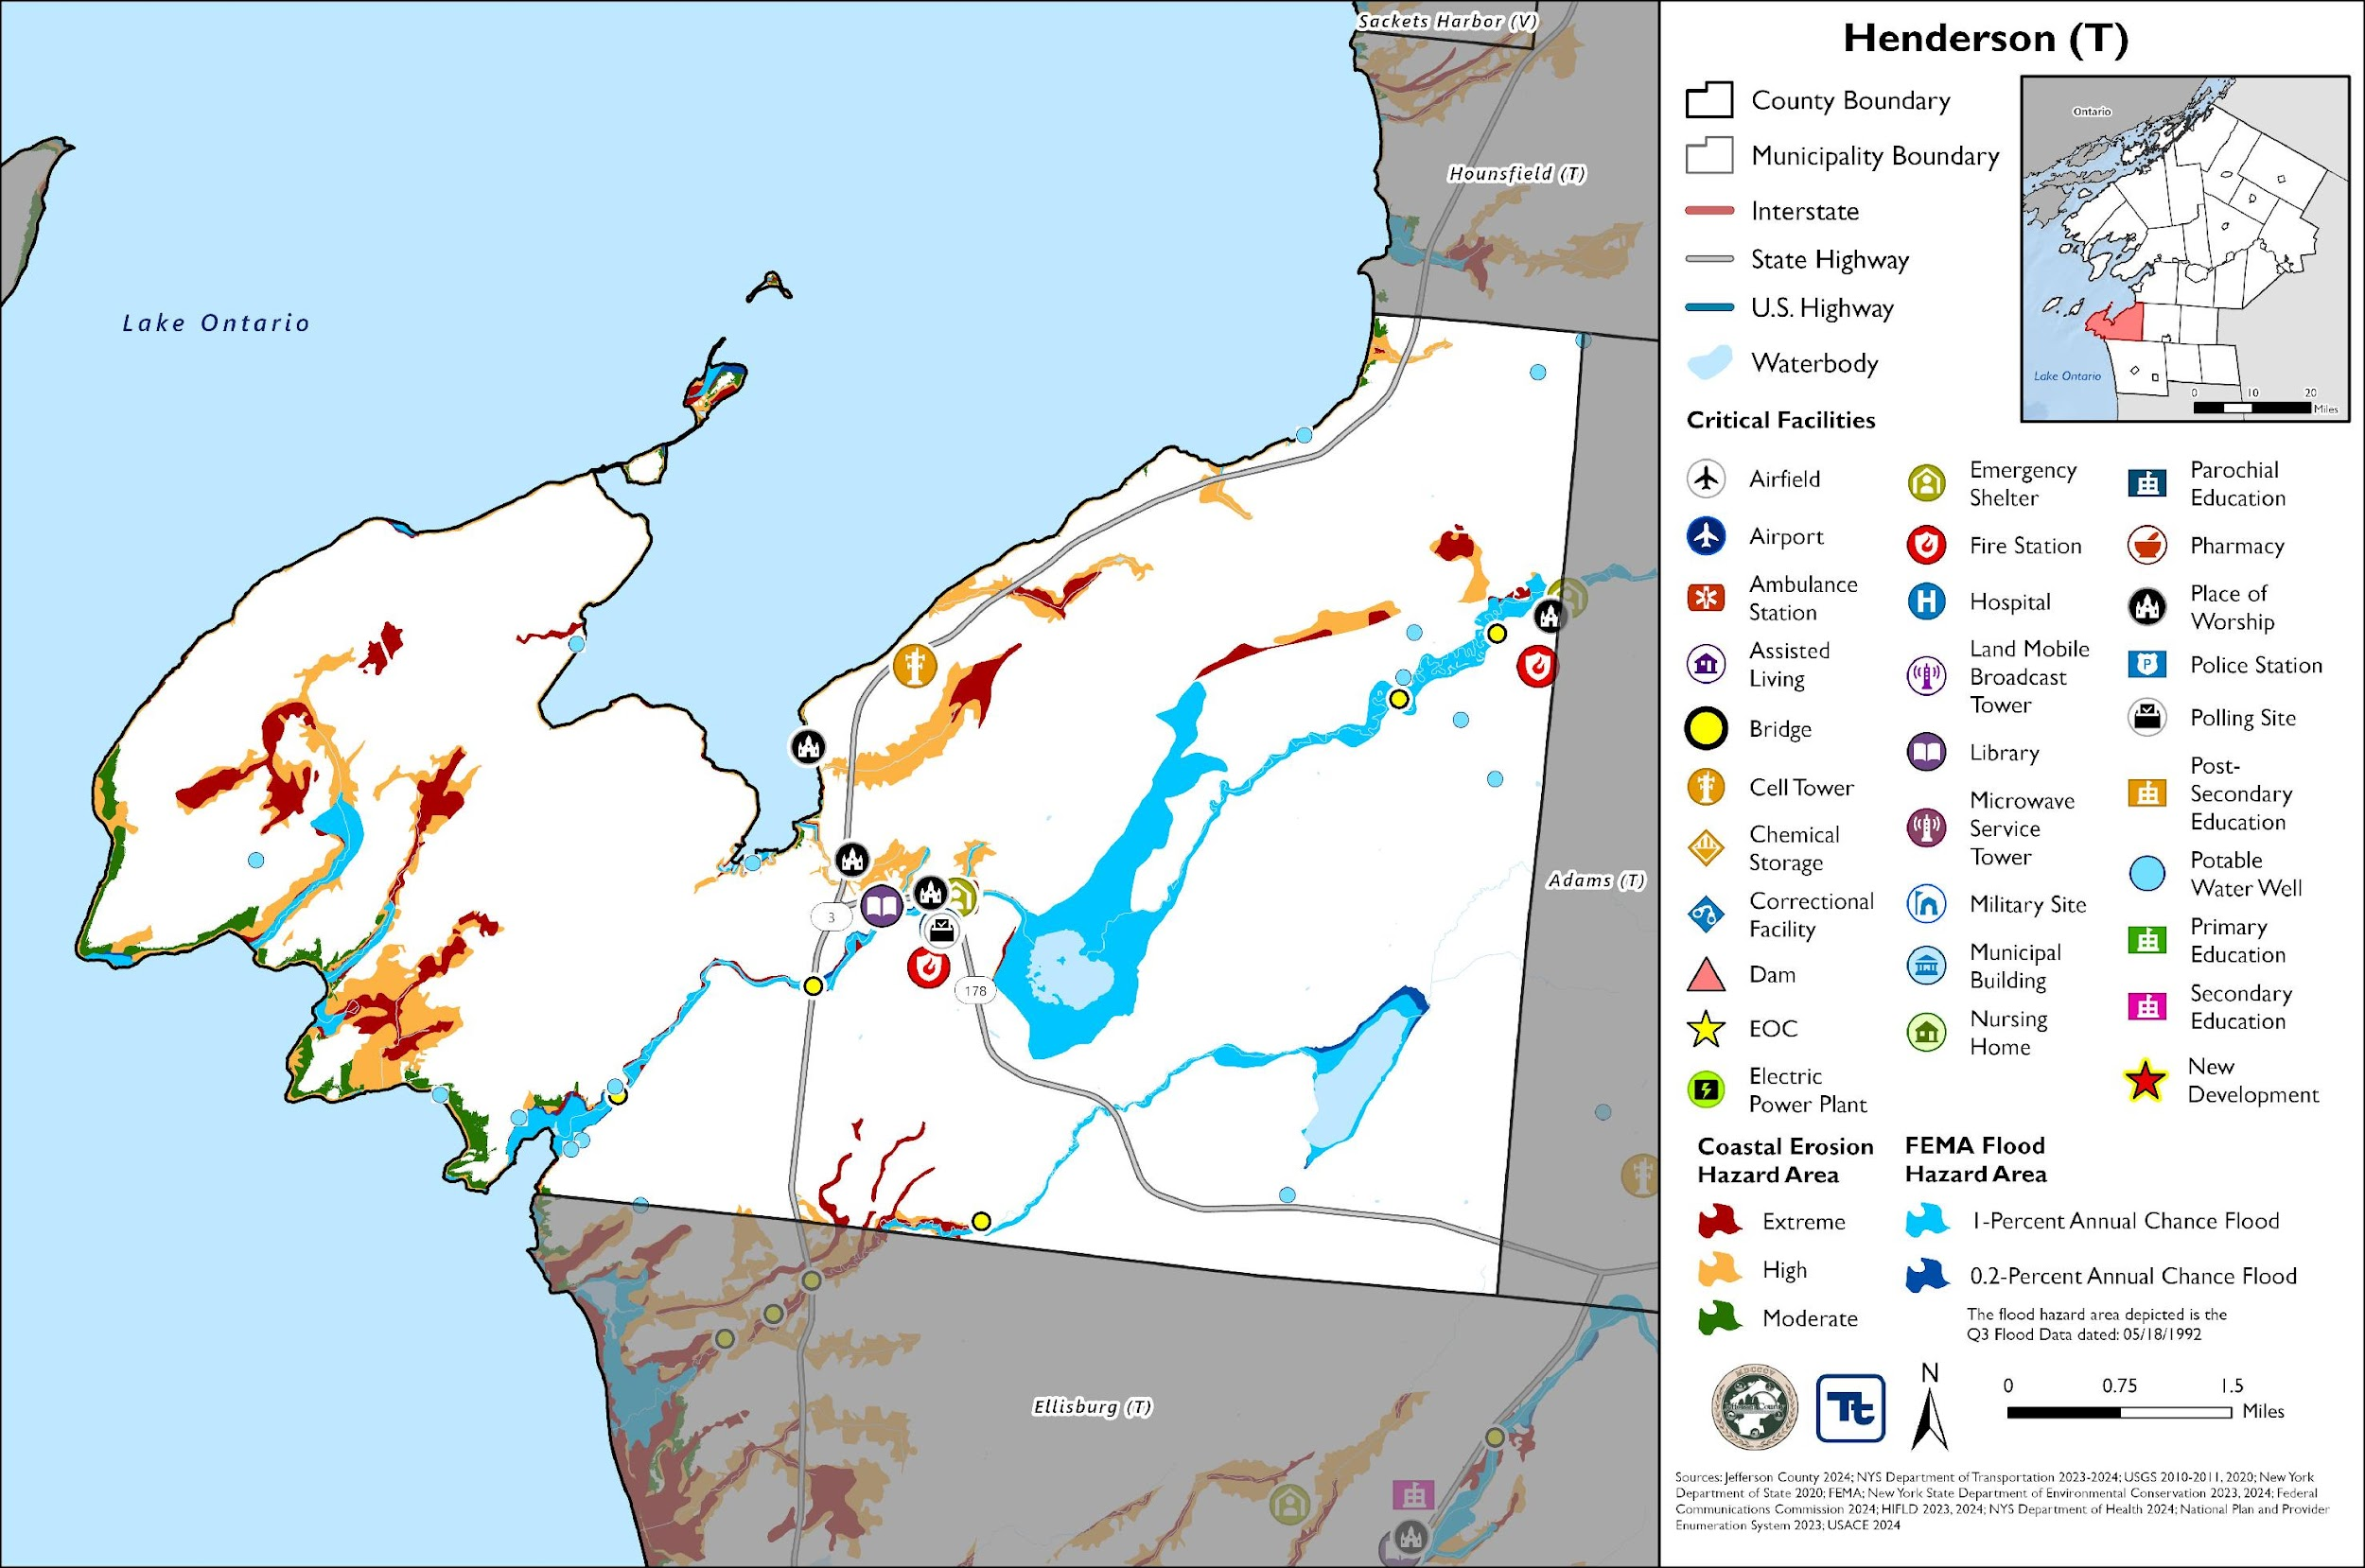 Sackets Harbor (V)
Hounsfield (T)
Lake Ontario
Adams (T)
3
178
Ellisburg (T)
Henderson (T)
County Boundary
Municipality Boundary
Interstate
State Highway
U.S. Highway
Waterbody
Ontario
Lake Ontario
0 10 20
Miles
Critical Facilities
Airfield
Airport
Ambulance
Station
Assisted
Living
Bridge
Cell Tower
Chemical
Storage
Correctional
Facility
Dam
EOC
Electric
Power Plant
Emergency
Shelter
Fire Station
H
Hospital
Land Mobile
Broadcast
Tower
Library
Microwave
Service
Tower
Military Site
Municipal
Building
Nursing
Home
Parochial
Education
Pharmacy
Place of
Worship
P
Police Station
Polling Site
Post-
Secondary
Education
Potable
Water Well
Primary
Education
Secondary
Education
New
Development
Coastal Erosion
Hazard Area
Extreme
High
Moderate
FEMA Flood
Hazard Area
1-Percent Annual Chance Flood
0.2-Percent Annual Chance Flood
The flood hazard area depicted is the
Q3 Flood Data dated: 05/18/1992
Tt
N
0 0.75 1.5
Miles
Sources: Jefferson County 2024; NYS Department of Transportation 2023-2024; USGS 2010-2011, 2020; New York
Department of State 2020; FEMA; New York State Department of Environmental Conservation 2023, 2024; Federal
Communications Commission 2024; HIFLD 2023, 2024; NYS Department of Health 2024; National Plan and Provider
Enumeration System 2023; USACE 2024